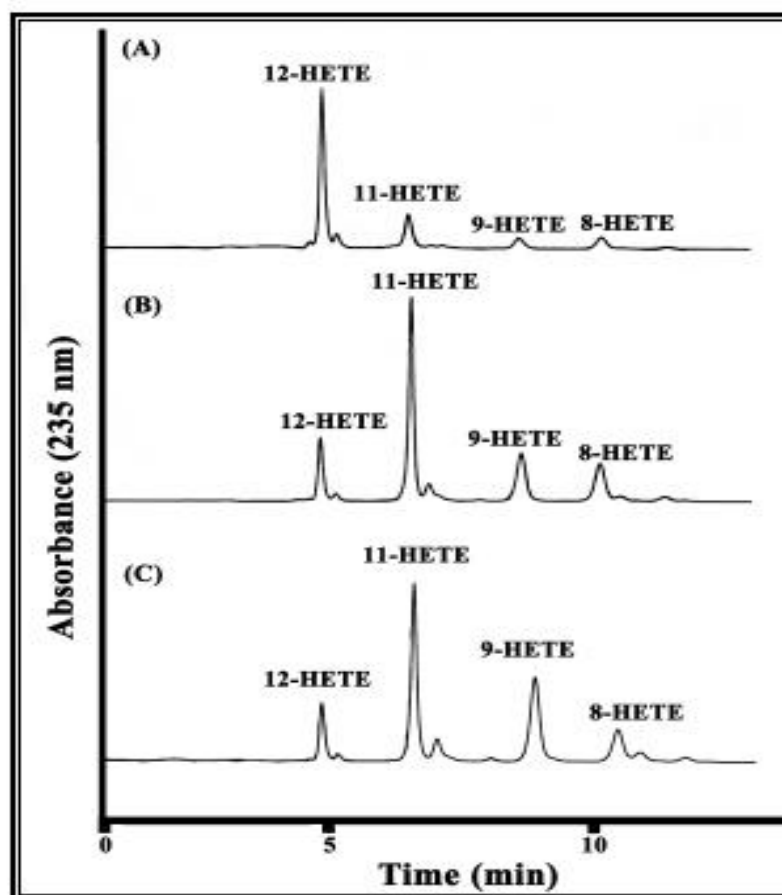 (A)
12-HETE
11-HETE
9-HETE 8-HETE
(B)
11-HETE
12-HETE
9-HETE
8-HETE
(C)
11-HETE
9-HETE
12-HETE
8-HETE
Absorbance (235 nm)
0 5 10
Time (min)